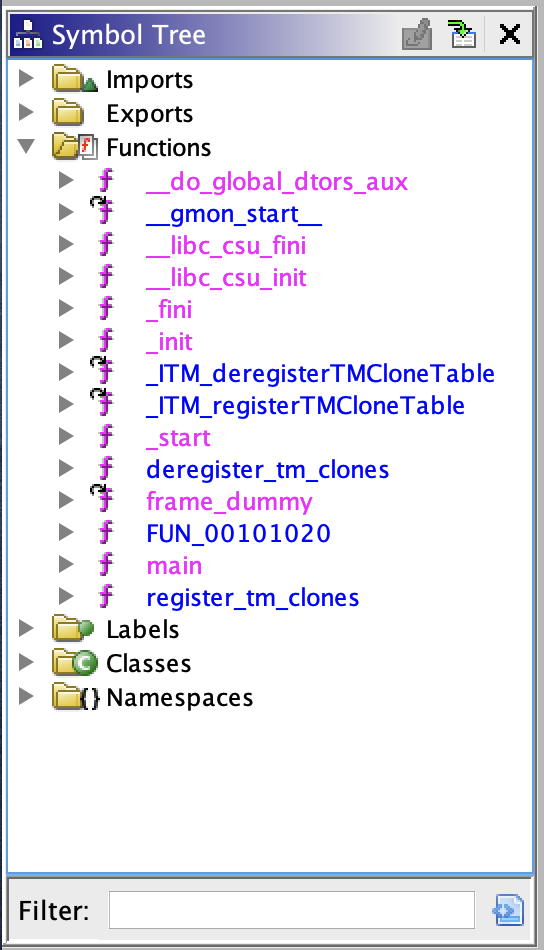 Symbol Tree
Imports
Exports
Functions
__do_global_dtors_aux
__gmon_start__
__libc_csu_fini
__libc_csu_init
_fini
_init
_ITM_deregisterTMCloneTable
_ITM_registerTMCloneTable
_start
deregister_tm_clones
frame_dummy
FUN_00101020
main
register_tm_clones
Labels
Classes
Namespaces
Filter: